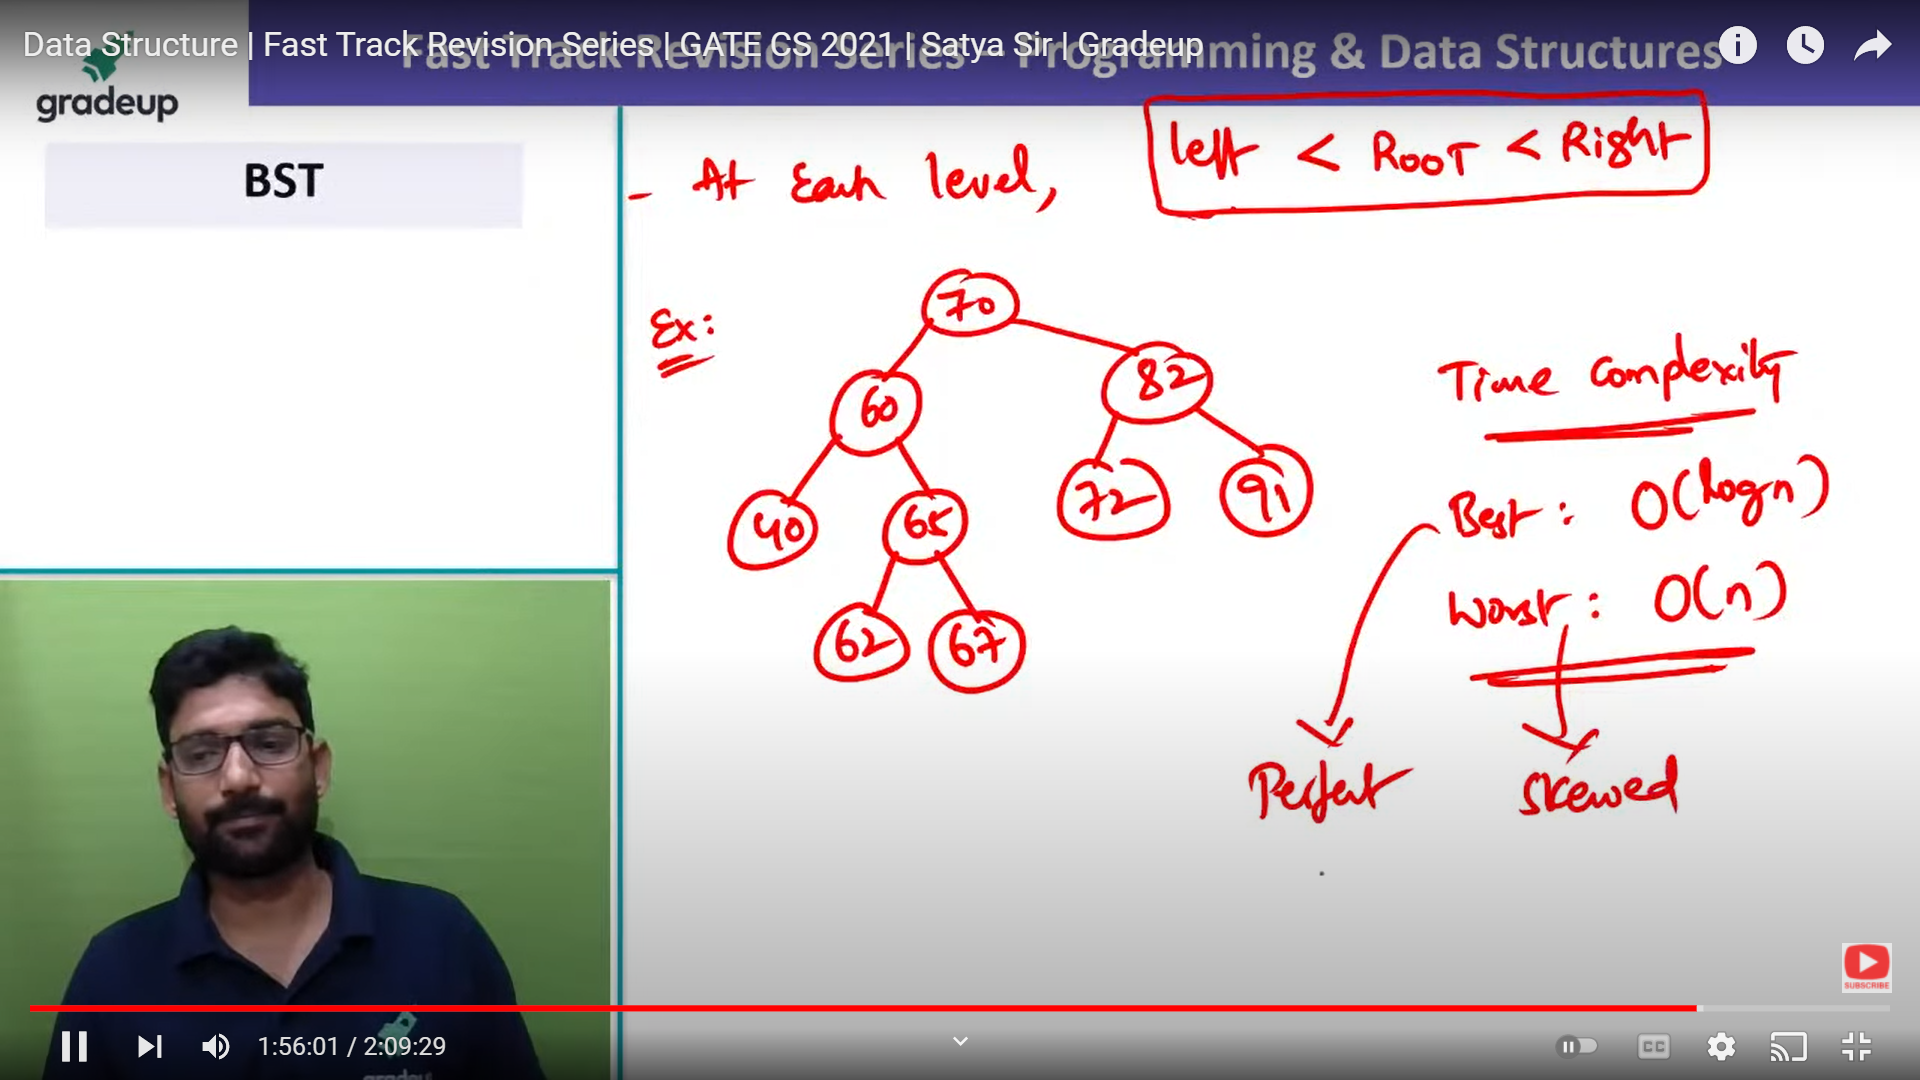 Data Structure | Fast Track Revision Series | GATE CS 2021 | Satya Sir | Gradeup
Fast Track Revision Series - Programming & Data Structures
gradeup
BST
- At Each level,
left < ROOT < Right
Ex:
70
60
82
40
65
72
91
62
67
Time complexity
Best : O(logn)
Worst : O(n)
Perfect
Skewed
SUBSCRIBE
1:56:01 / 2:09:29
CC
gradeup